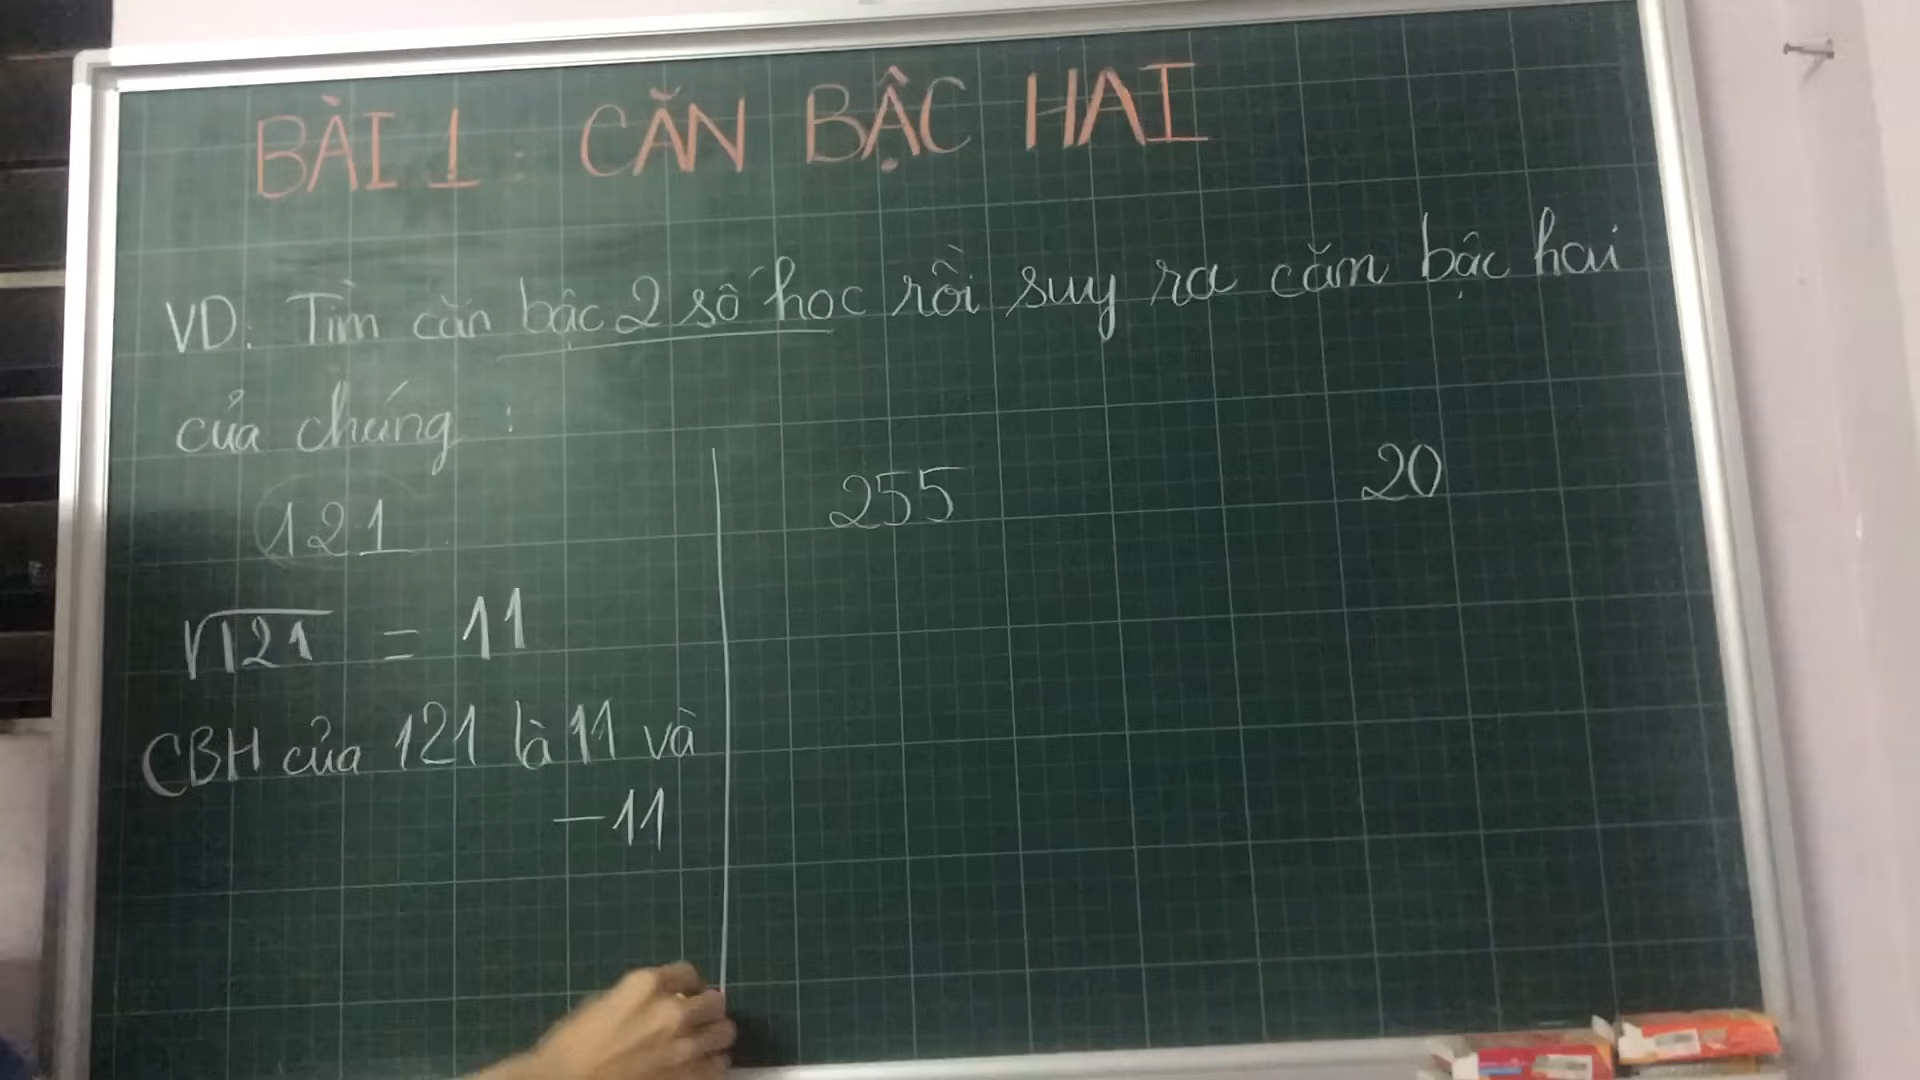 BÀI 1 : CĂN BẬC HAI
VD: Tìm căn bậc 2 số học rồi suy ra căn bậc hai
của chúng :
121 255 20
√121 = 11
CBH của 121 là 11 và
-11